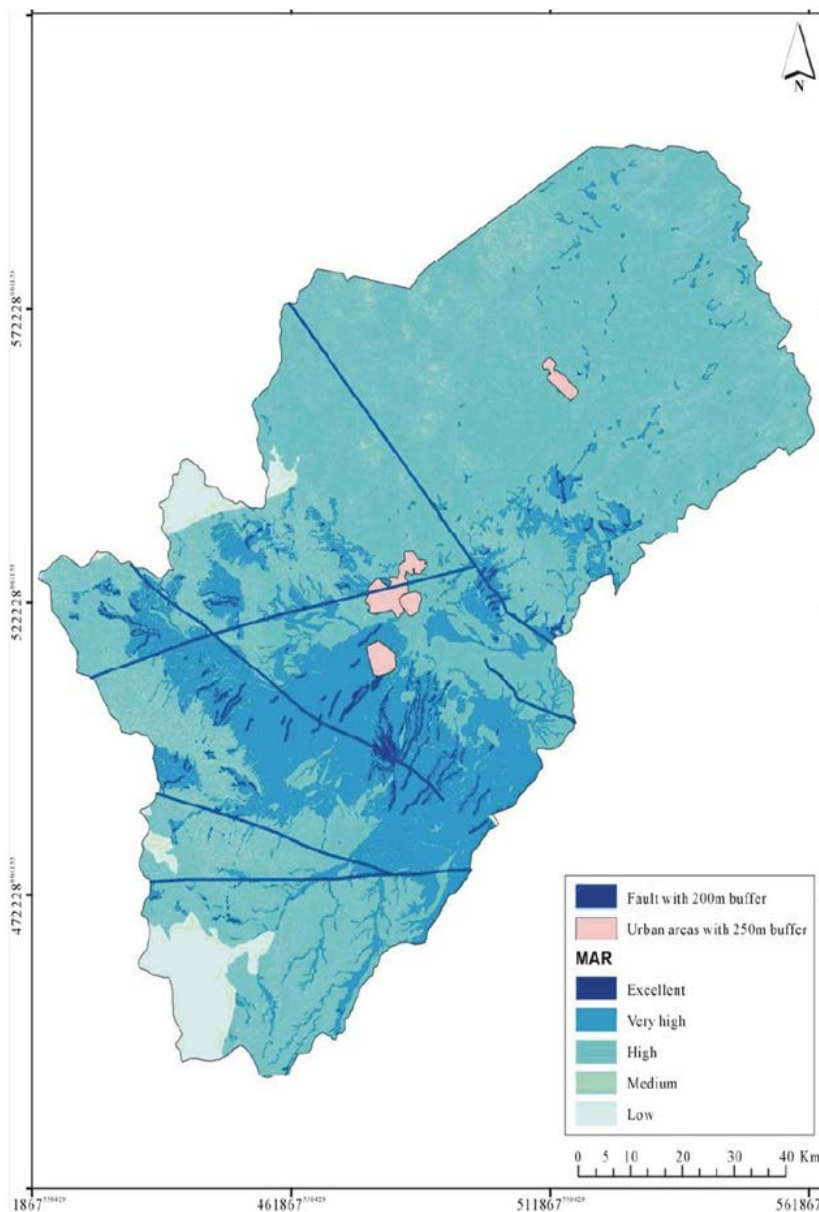 N
572228
522228
472228
Fault with 200m buffer
Urban areas with 250m buffer
MAR
Excellent
Very high
High
Medium
Low
0 5 10 20 30 40 Km
1867 461867 511867 561867